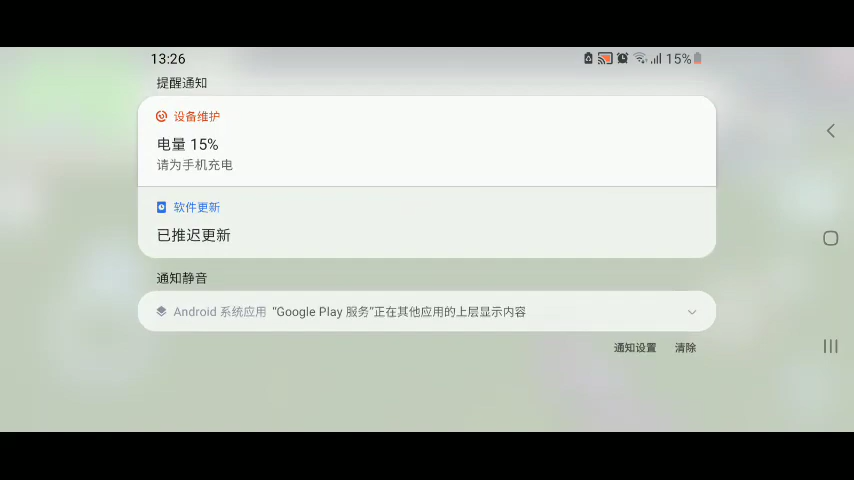 13:26 15%
提醒通知
设备维护
电量 15%
请为手机充电
软件更新
已推迟更新
通知静音
Android 系统应用 “Google Play 服务”正在其他应用的上层显示内容
通知设置 清除